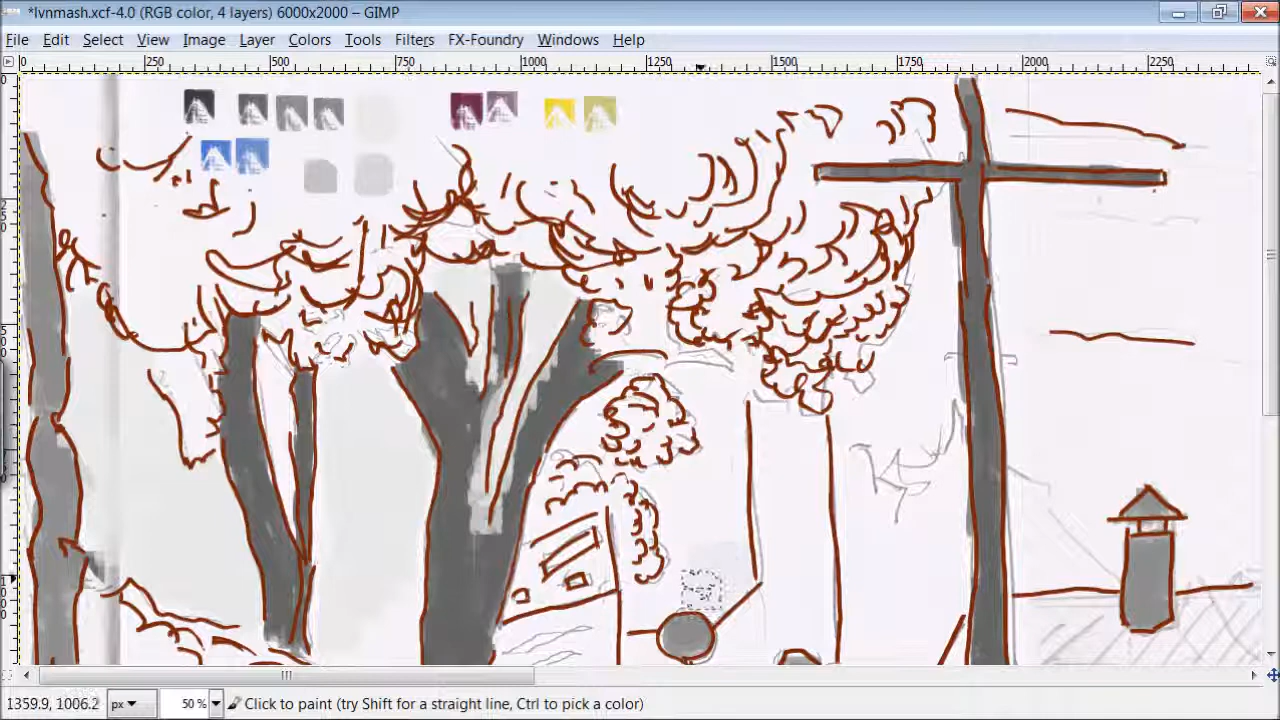 *lvnmash.xcf-4.0 (RGB color, 4 layers) 6000x2000 – GIMP
File Edit Select View Image Layer Colors Tools Filters FX-Foundry Windows Help
0 250 500 750 1000 1250 1500 1750 2000 2250
1359.9, 1006.2 px 50 % Click to paint (try Shift for a straight line, Ctrl to pick a color)